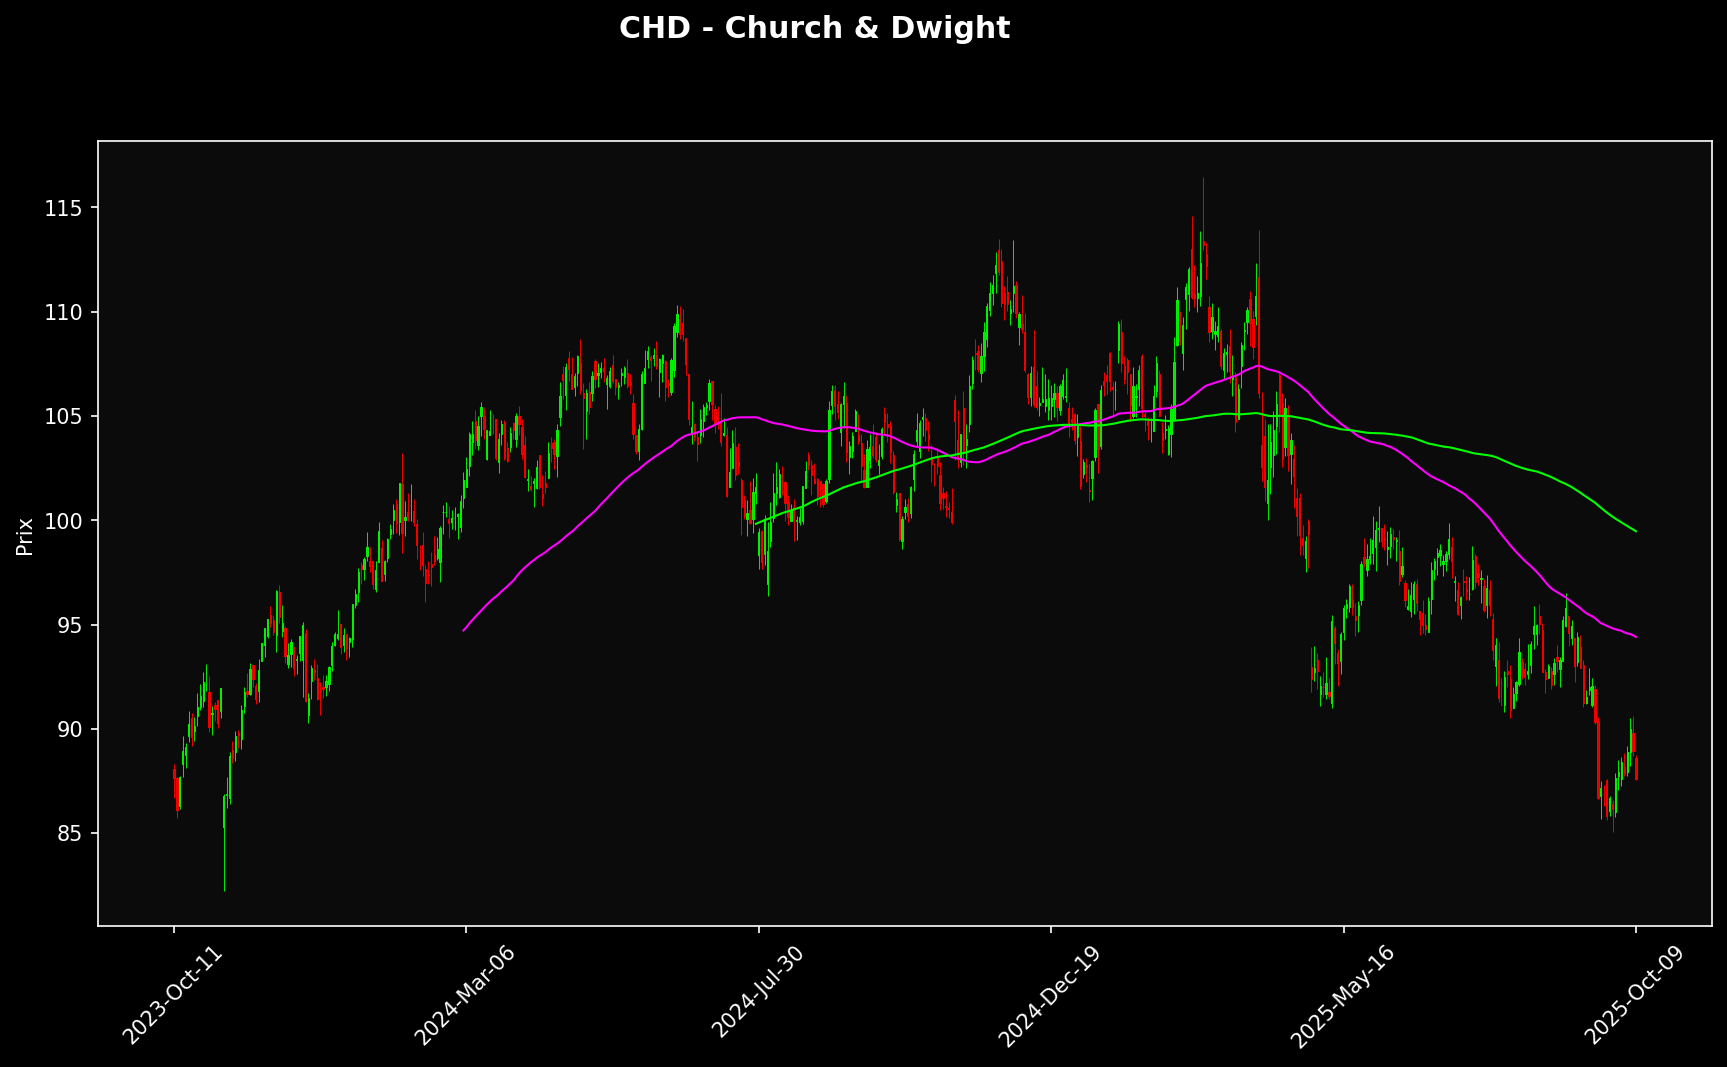 CHD - Church & Dwight
Prix
115
110
105
100
95
90
85
2023-Oct-11
2024-Mar-06
2024-Jul-30
2024-Dec-19
2025-May-16
2025-Oct-09